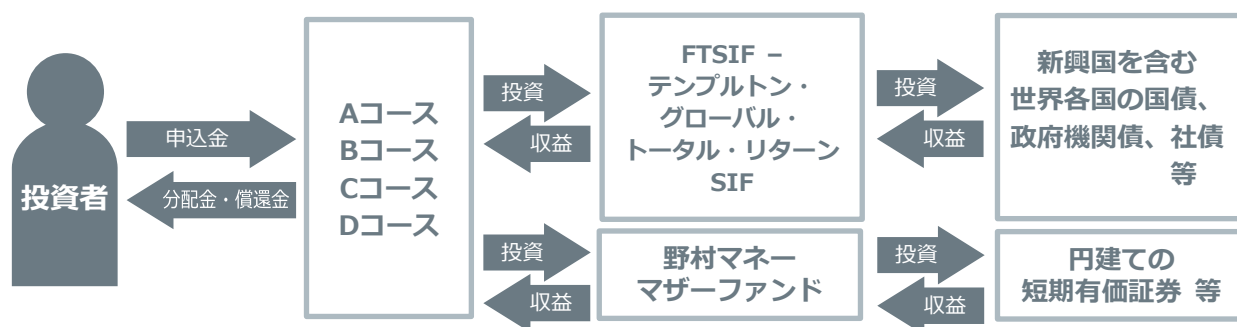 投資者
申込金
分配金・償還金
Aコース
Bコース
Cコース
Dコース
投資
収益
FTSIF －
テンプルトン・
グローバル・
トータル・リターン
SIF
投資
収益
新興国を含む
世界各国の国債、
政府機関債、社債
等
投資
収益
野村マネー
マザーファンド
投資
収益
円建ての
短期有価証券 等